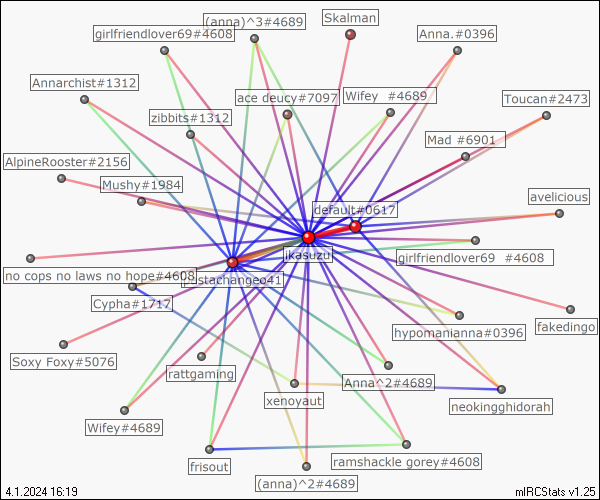 Skalman
(anna)^3#4689
girlfriendlover69#4608
Anna.#0396
Annarchist#1312
ace deucy#7097
Wifey #4689
Toucan#2473
zibbits#1312
Mad #6901
AlpineRooster#2156
Mushy#1984
avelicious
default#0617
ikasuzu
girlfriendlover69 #4608
no cops no laws no hope#4608
Cypha#1717
fakedingo
hypomanianna#0396
Soxy Foxy#5076
rattgaming
Anna^2#4689
xenoyaut
neokingghidorah
Wifey#4689
frisout
ramshackle gorey#4608
(anna)^2#4689
4.1.2024 16:19
mIRCStats v1.25